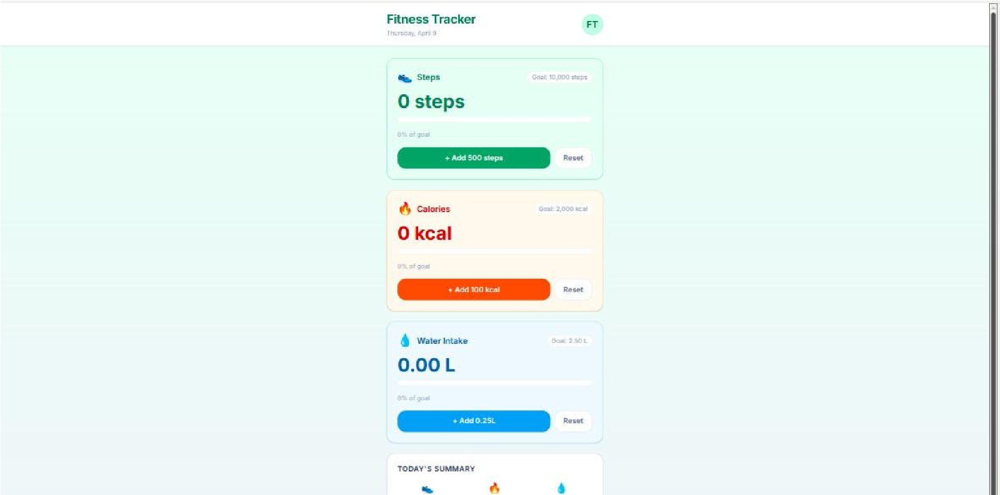 Fitness Tracker
Thursday, April 9
FT
Steps
Goal: 10,000 steps
0 steps
0% of goal
+ Add 500 steps
Reset
Calories
Goal: 2,000 kcal
0 kcal
0% of goal
+ Add 100 kcal
Reset
Water Intake
Goal: 2.50 L
0.00 L
0% of goal
+ Add 0.25L
Reset
TODAY'S SUMMARY